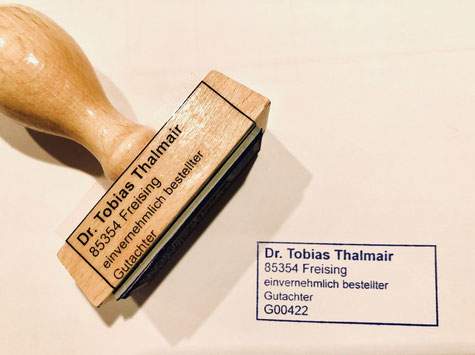 Dr. Tobias Thalmair
85354 Freising
einvernehmlich bestellter
Gutachter
Dr. Tobias Thalmair
85354 Freising
einvernehmlich bestellter
Gutachter
G00422